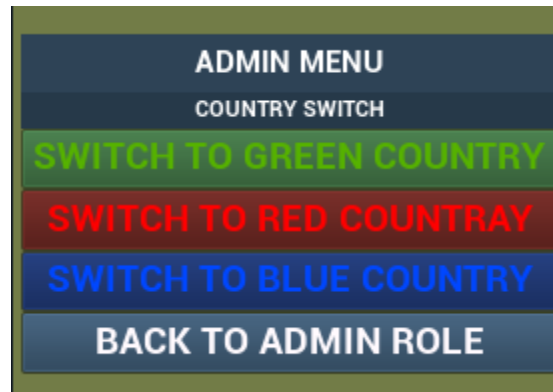 ADMIN MENU
COUNTRY SWITCH
SWITCH TO GREEN COUNTRY
SWITCH TO RED COUNTRAY
SWITCH TO BLUE COUNTRY
BACK TO ADMIN ROLE